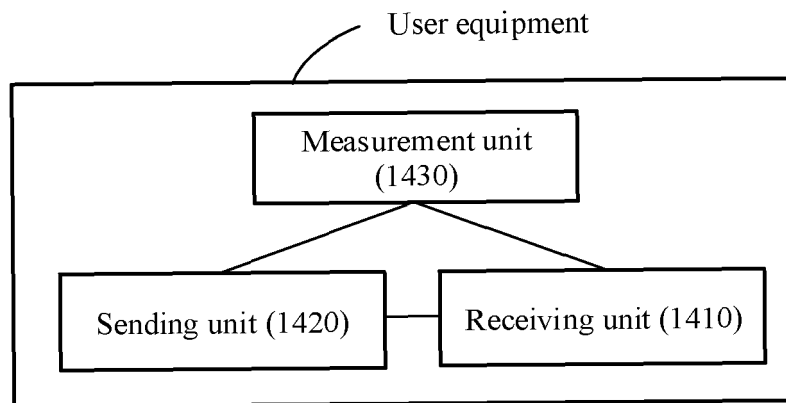 User equipment
Measurement unit
(1430)
Sending unit (1420)
Receiving unit (1410)